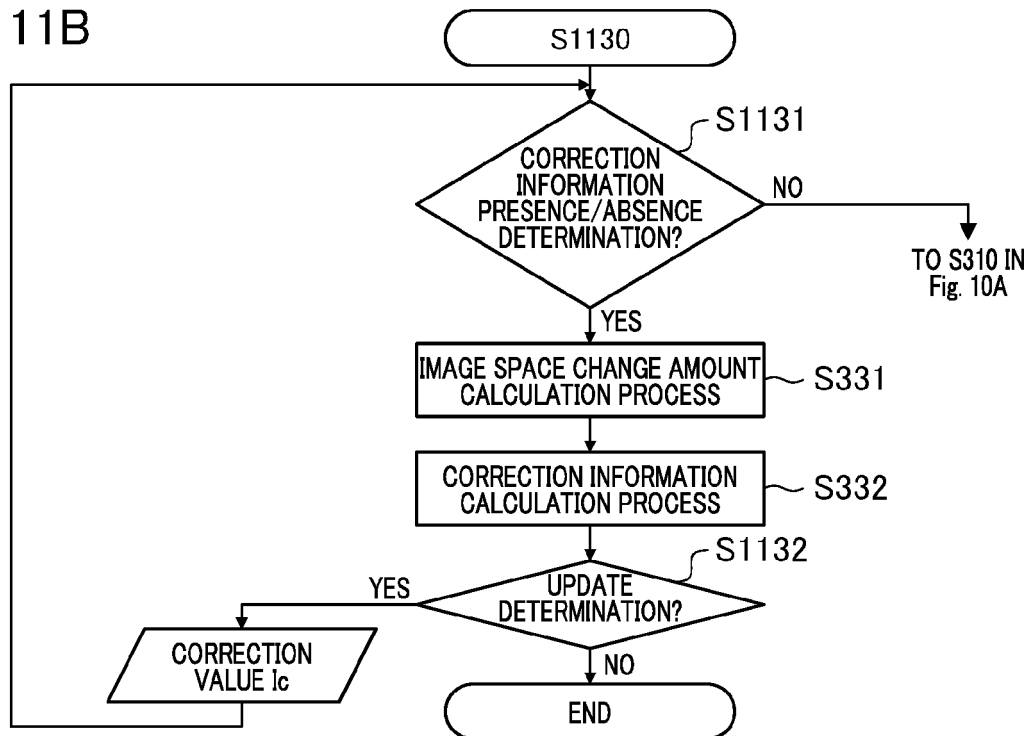 11B
S1130
S1131
CORRECTION
INFORMATION
PRESENCE/ABSENCE
DETERMINATION?
NO
TO S310 IN
Fig. 10A
YES
IMAGE SPACE CHANGE AMOUNT
CALCULATION PROCESS
S331
CORRECTION INFORMATION
CALCULATION PROCESS
S332
S1132
UPDATE
DETERMINATION?
YES
CORRECTION
VALUE Ic
NO
END